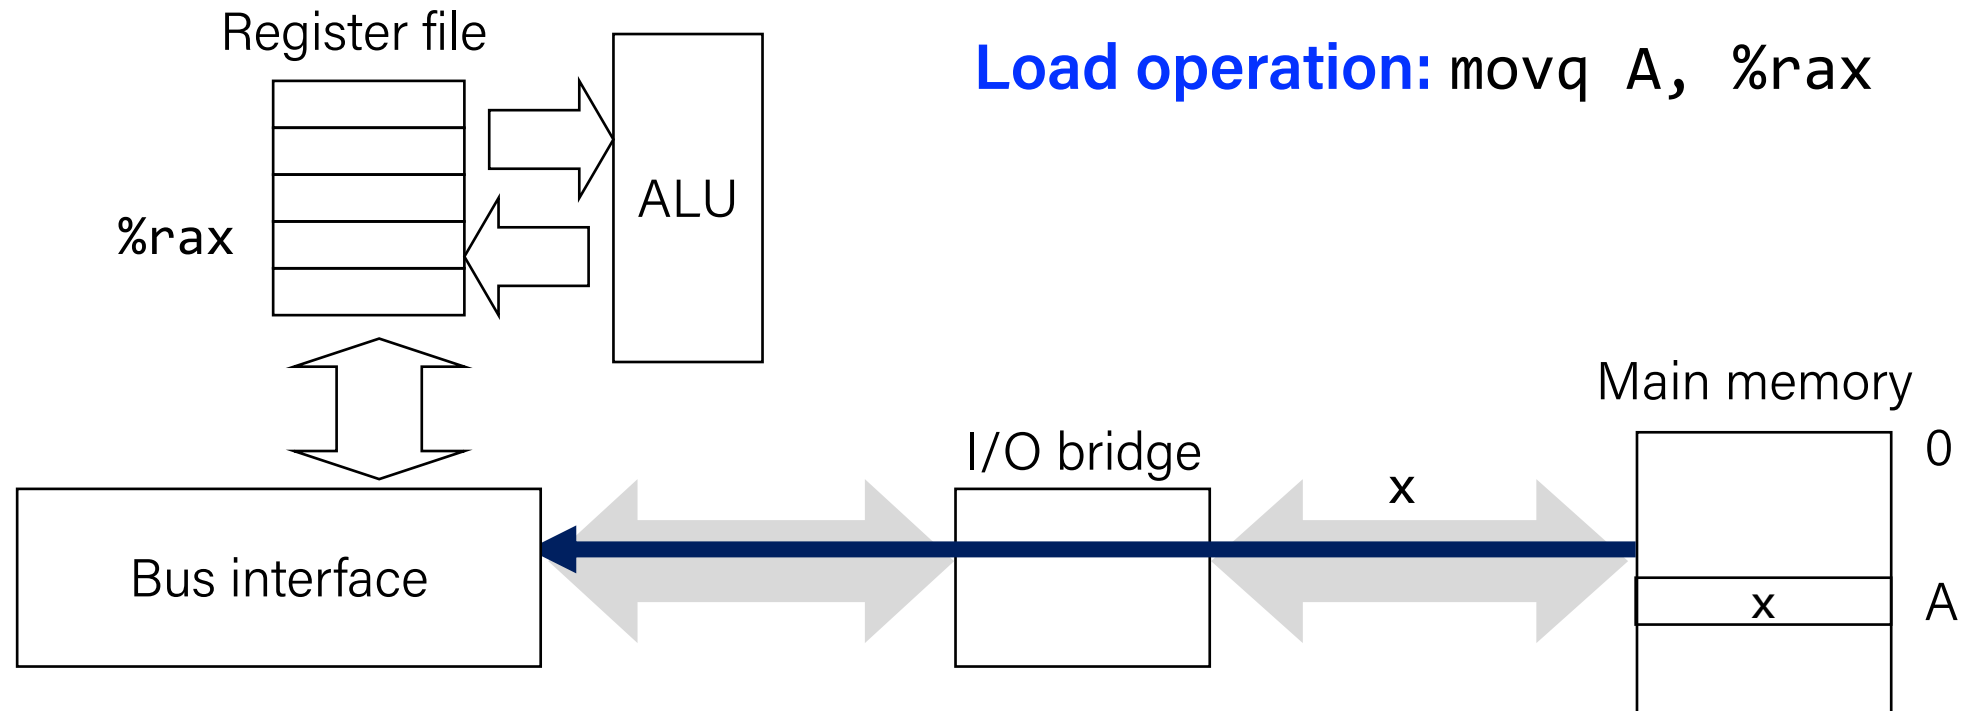 Register file
Load operation: movq A, %rax
ALU
%rax
Main memory
I/O bridge
0
x
Bus interface
x
A